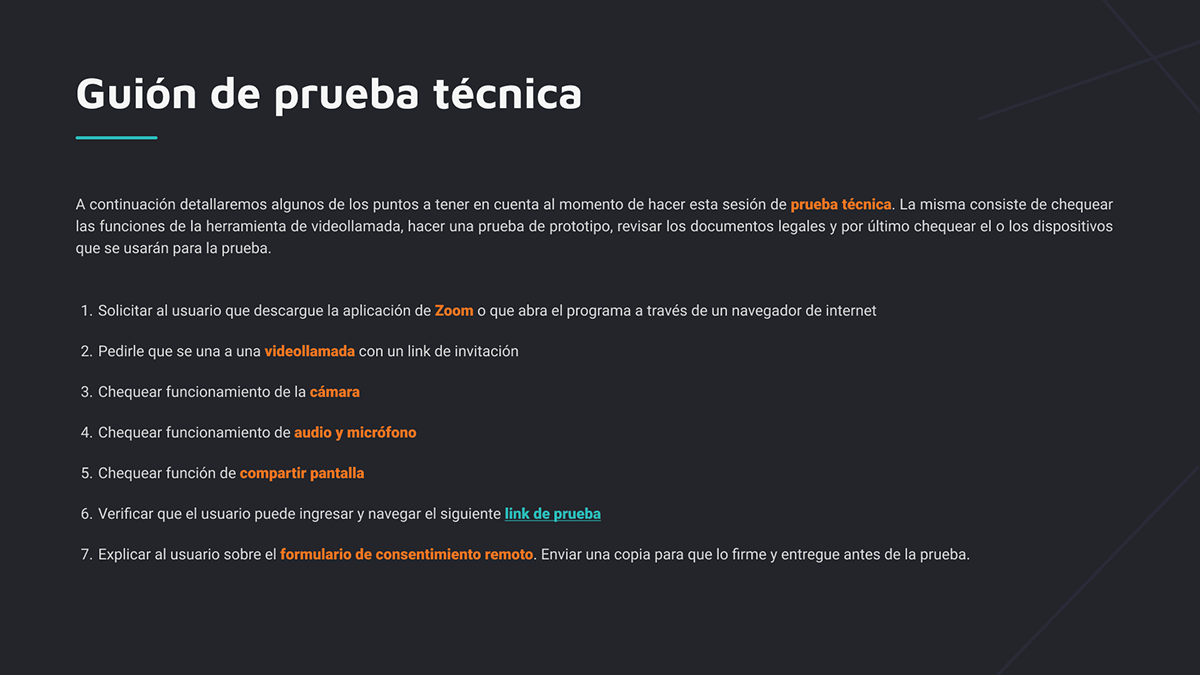 Guión de prueba técnica
A continuación detallaremos algunos de los puntos a tener en cuenta al momento de hacer esta sesión de prueba técnica. La misma consiste de chequear
las funciones de la herramienta de videollamada, hacer una prueba de prototipo, revisar los documentos legales y por último chequear el o los dispositivos
que se usarán para la prueba.
1. Solicitar al usuario que descargue la aplicación de Zoom o que abra el programa a través de un navegador de internet
2. Pedirle que se una a una videollamada con un link de invitación
3. Chequear funcionamiento de la cámara
4. Chequear funcionamiento de audio y micrófono
5. Chequear función de compartir pantalla
6. Verificar que el usuario puede ingresar y navegar el siguiente link de prueba
7. Explicar al usuario sobre el formulario de consentimiento remoto. Enviar una copia para que lo firme y entregue antes de la prueba.